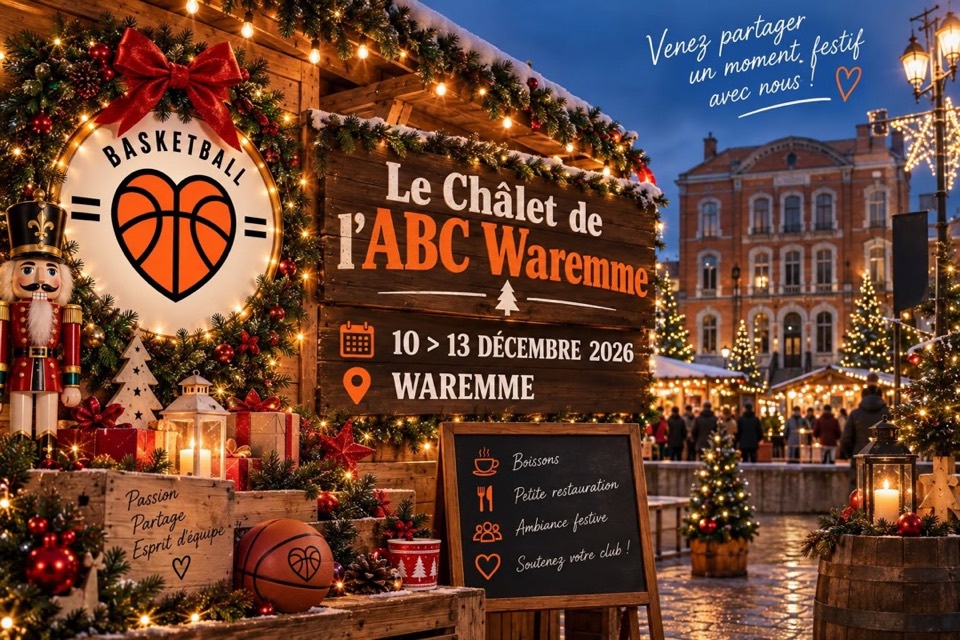 Venez partager
un moment festif
avec nous !
BASKETBALL
Le Châlet de
l'ABC Waremme
10 > 13 DÉCEMBRE 2026
WAREMME
Boissons
Petite restauration
Ambiance festive
Soutenez votre club !
Passion
Partage
Esprit d'équipe